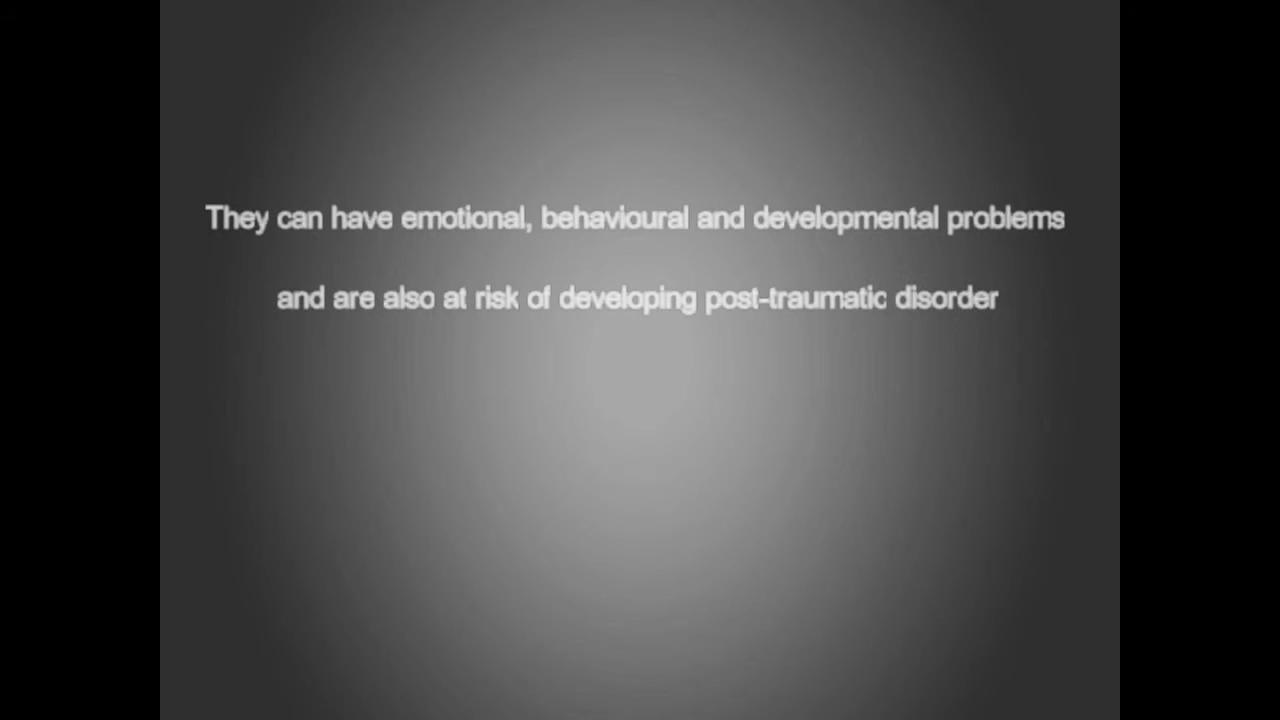 They can have emotional, behavioural and developmental problems
and are also at risk of developing post-traumatic disorder